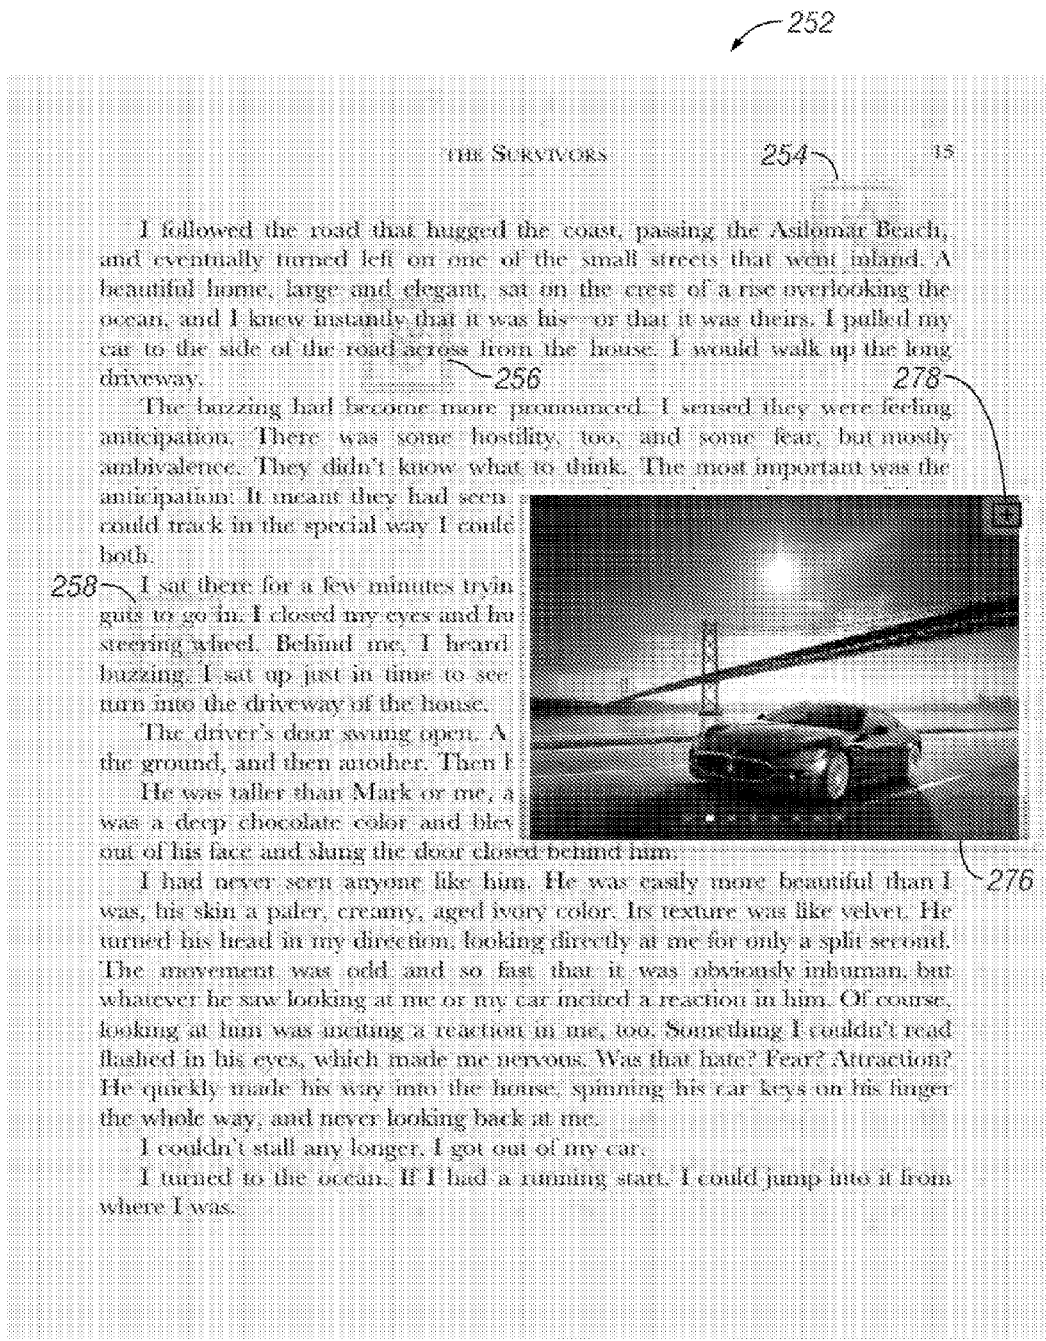 252
THE SURVIVORS 254 15
I followed the road that hugged the coast, passing the Asilomar Beach,
and eventually turned left on one of the small streets that went inland. A
beautiful home, large and elegant, sat on the crest of a rise overlooking the
ocean, and I knew instantly that it was his—or that it was theirs. I pulled my
car to the side of the road across from the house. I would walk up the long
driveway. 256 278
The buzzing had become more pronounced. I sensed they were feeling
anticipation. There was some hostility, too, and some fear, but mostly
ambivalence. They didn't know what to think. The most important was the
anticipation: It meant they had seen
could track in the special way I could
both.
258 I sat there for a few minutes tryin
guts to go in. I closed my eyes and hu
steering wheel. Behind me, I heard
buzzing. I sat up just in time to see
turn into the driveway of the house.
The driver's door swung open. A
the ground, and then another. Then
He was taller than Mark or me, a
was a deep chocolate color and blew
out of his face and slung the door closed behind him.
276
I had never seen anyone like him. He was easily more beautiful than I
was, his skin a paler, creamy, aged ivory color. Its texture was like velvet. He
turned his head in my direction, looking directly at me for only a split second.
The movement was odd and so fast that it was obviously inhuman, but
whatever he saw looking at me or my car incited a reaction in him. Of course,
looking at him was inciting a reaction in me, too. Something I couldn't read
flashed in his eyes, which made me nervous. Was that hate? Fear? Attraction?
He quickly made his way into the house, spinning his car keys on his finger
the whole way, and never looking back at me.
I couldn't stall any longer. I got out of my car.
I turned to the ocean. If I had a running start, I could jump into it from
where I was.